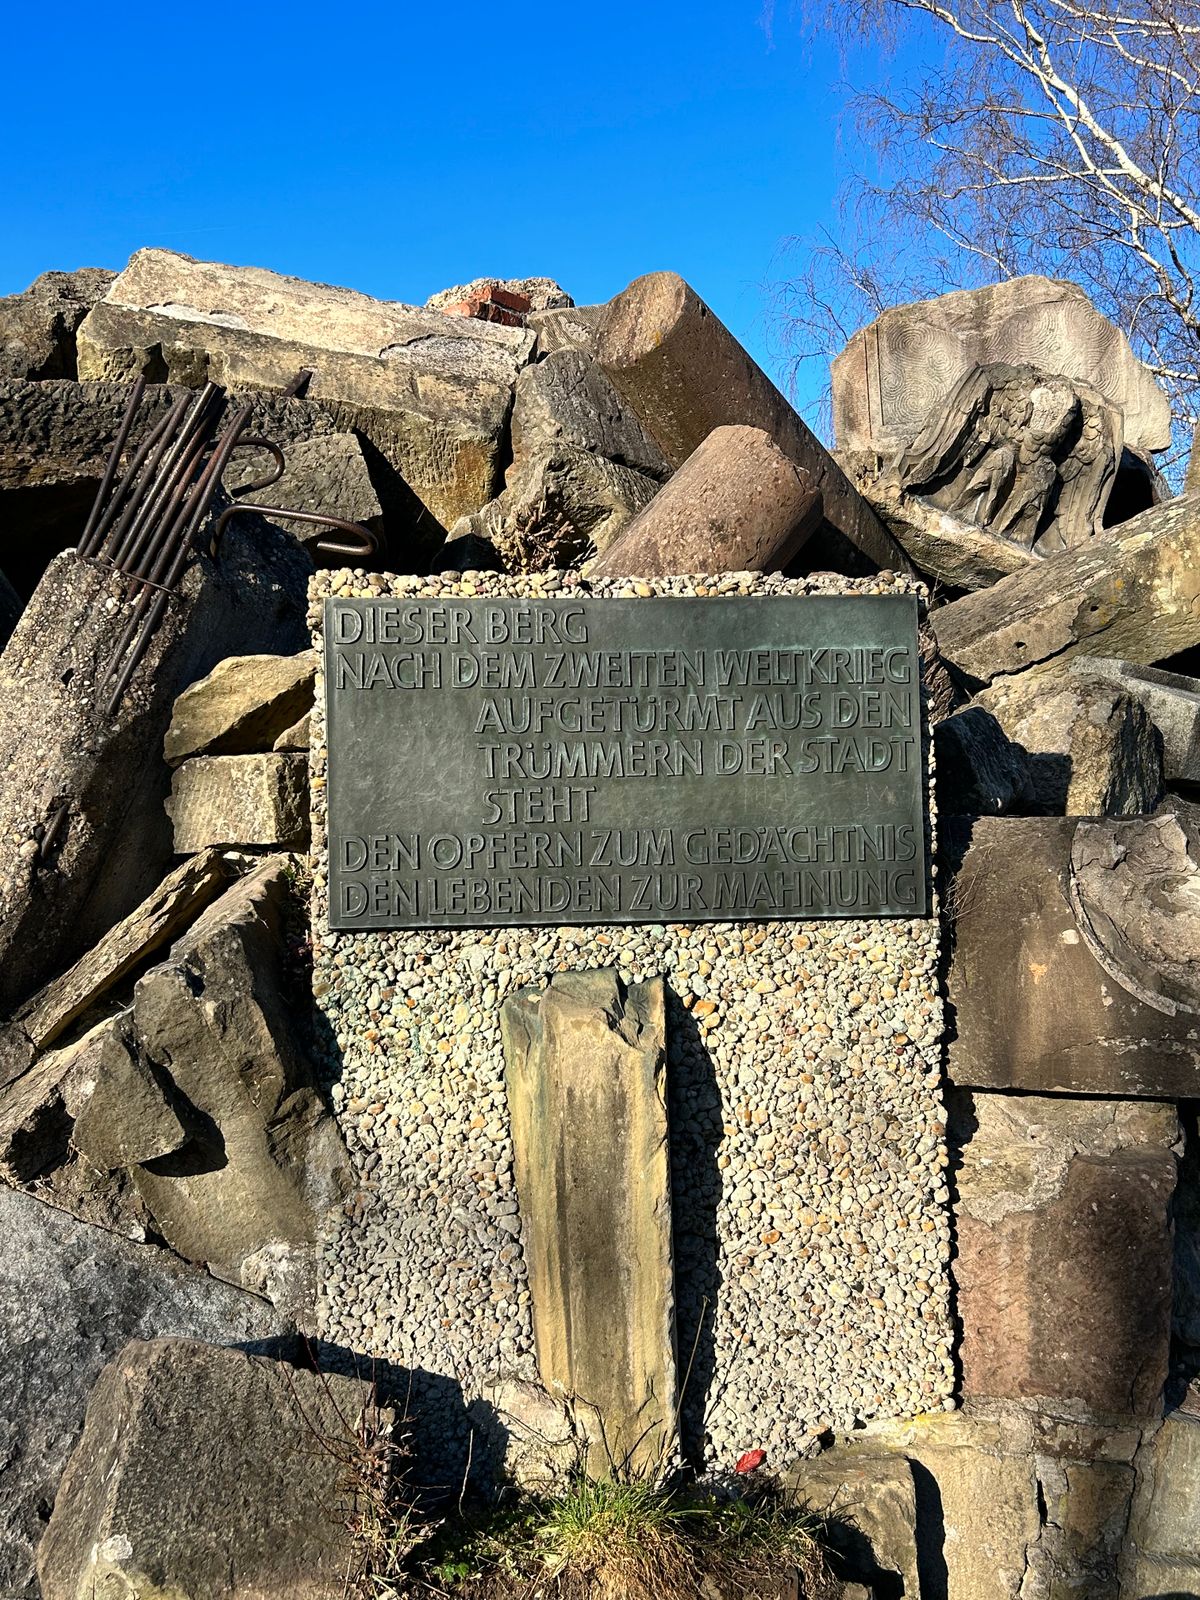 DIESER BERG
NACH DEM ZWEITEN WELTKRIEG
AUFGETÜRMT AUS DEN
TRÜMMERN DER STADT
STEHT
DEN OPFERN ZUM GEDÄCHTNIS
DEN LEBENDEN ZUR MAHNUNG